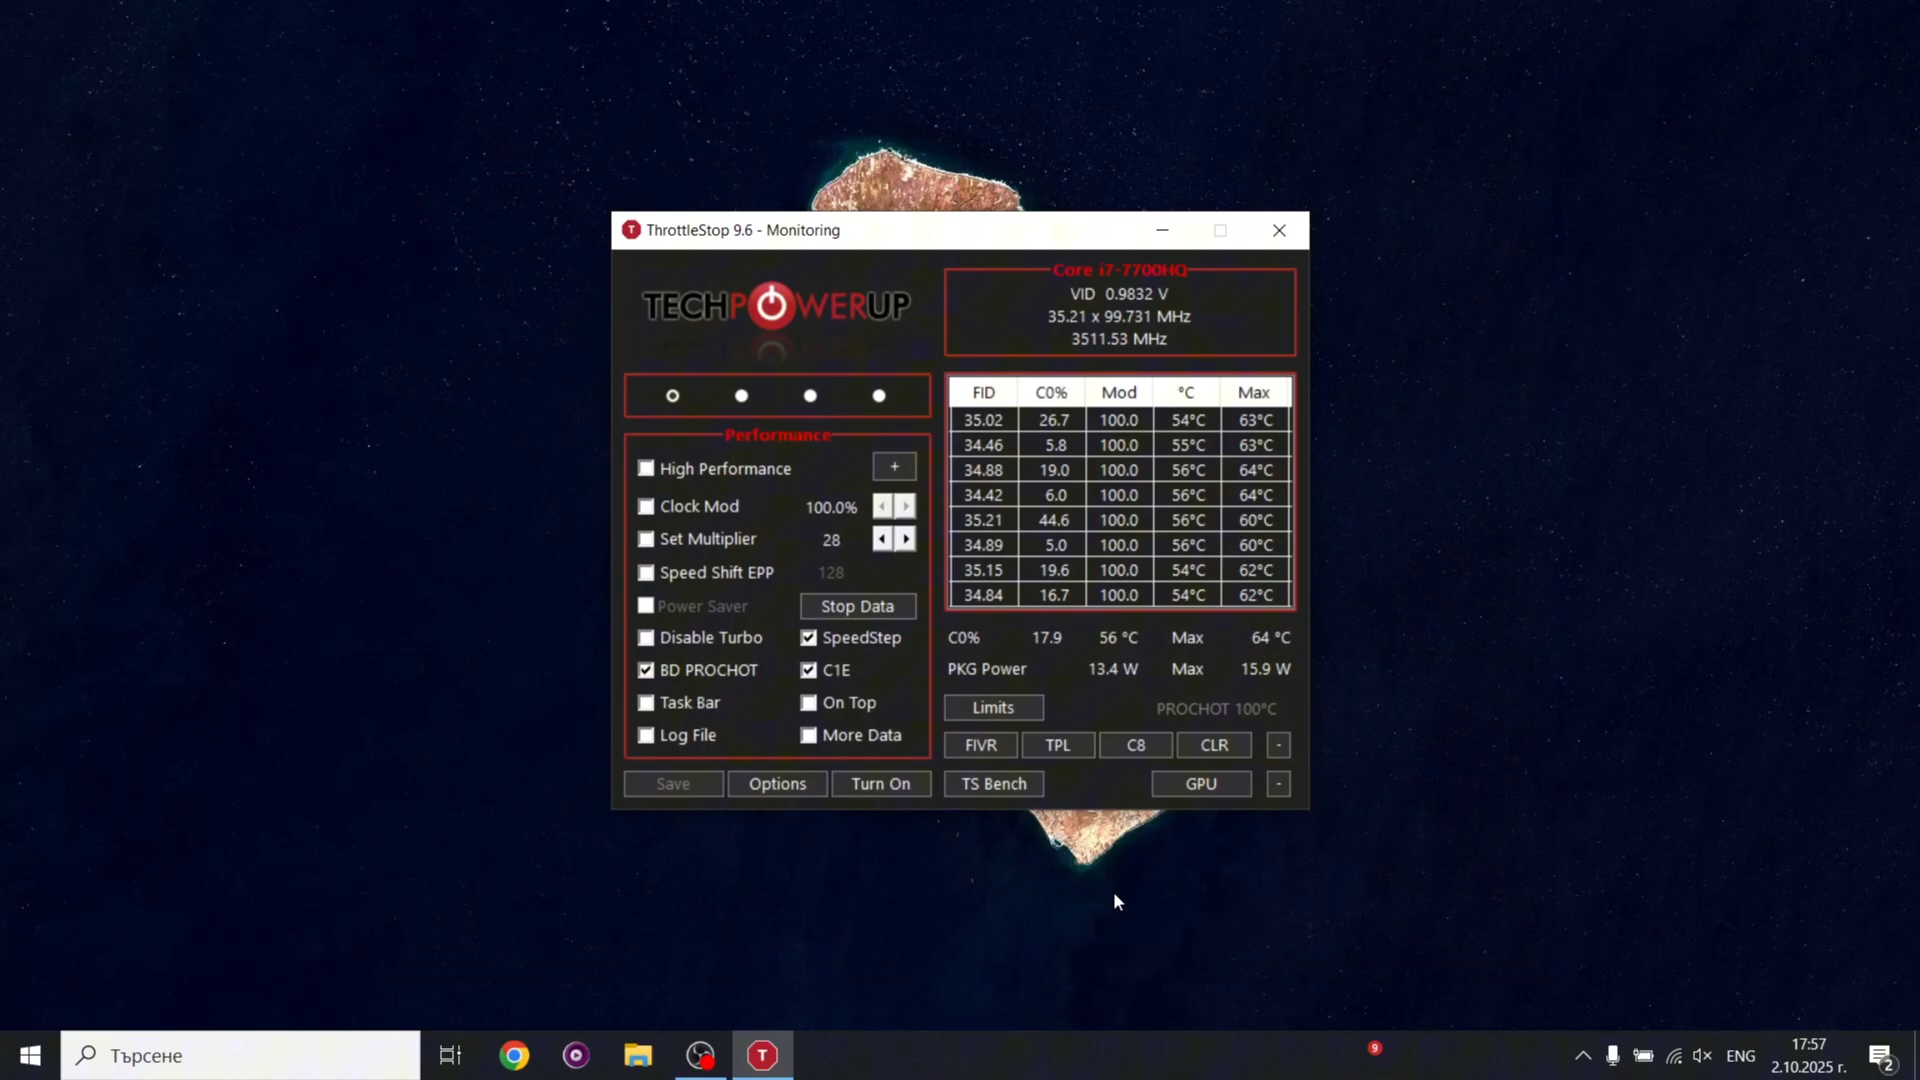 ThrottleStop 9.6 - Monitoring
TECHPOWERUP
Core i7-7700HQ
VID 0.9832 V
35.21 x 99.731 MHz
3511.53 MHz
Performance
High Performance +
Clock Mod 100.0%
Set Multiplier 28
Speed Shift EPP 128
Power Saver Stop Data
Disable Turbo SpeedStep
BD PROCHOT C1E
Task Bar On Top
Log File More Data
Save Options Turn On
FID C0% Mod °C Max
35.02 26.7 100.0 54°C 63°C
34.46 5.8 100.0 55°C 63°C
34.88 19.0 100.0 56°C 64°C
34.42 6.0 100.0 56°C 64°C
35.21 44.6 100.0 56°C 60°C
34.89 5.0 100.0 56°C 60°C
35.15 19.6 100.0 54°C 62°C
34.84 16.7 100.0 54°C 62°C
C0% 17.9 56 °C Max 64 °C
PKG Power 13.4 W Max 15.9 W
Limits PROCHOT 100°C
FIVR TPL C8 CLR -
TS Bench GPU -
Търсене
T
9
ENG
17:57
2.10.2025 г.
2